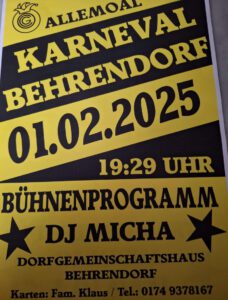 ALLEMOAL
KARNEVAL
BEHRENDORF
01.02.2025
19:29 UHR
BÜHNENPROGRAMM
DJ MICHA
DORFGEMEINSCHAFTSHAUS
BEHRENDORF
Karten: Fam. Klaus / Tel.: 0174 9378167